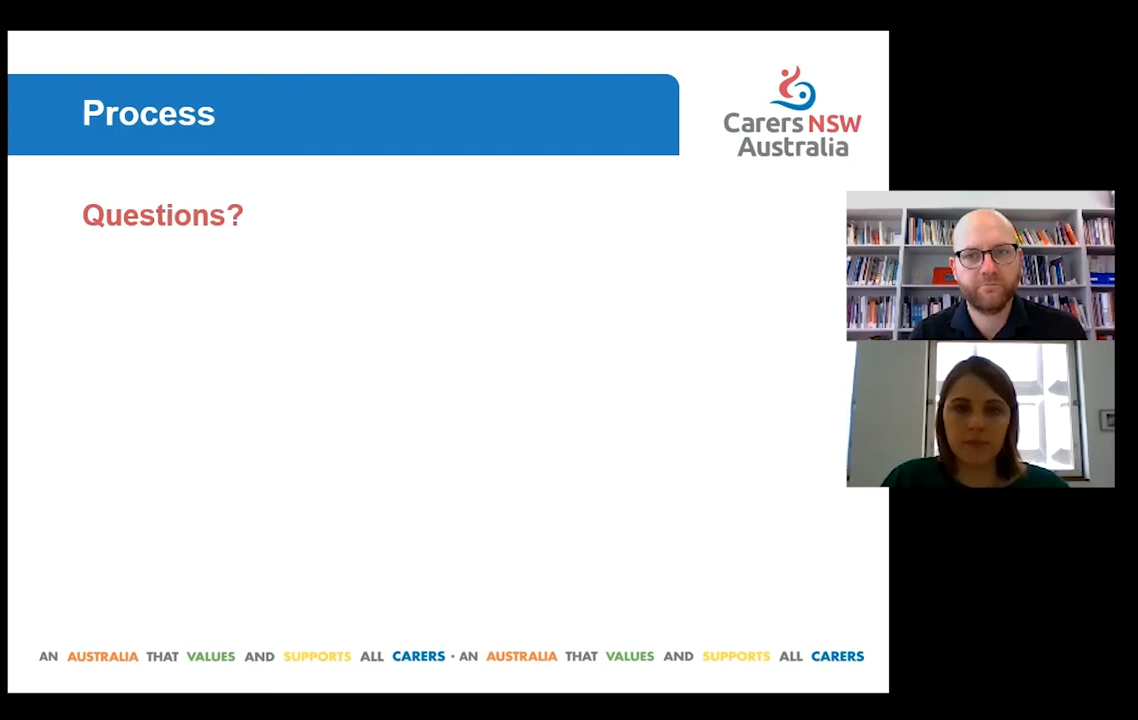 Process
Carers NSW
Australia
Questions?
AN AUSTRALIA THAT VALUES AND SUPPORTS ALL CARERS · AN AUSTRALIA THAT VALUES AND SUPPORTS ALL CARERS